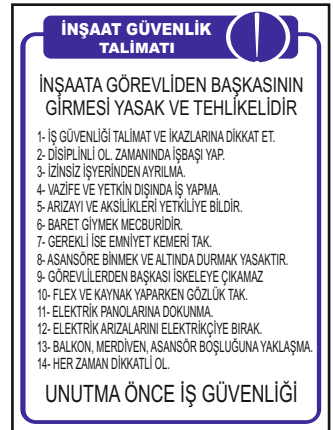 İNŞAAT GÜVENLİK
TALİMATI
İNŞAATA GÖREVLİDEN BAŞKASININ
GİRMESİ YASAK VE TEHLİKELİDİR
1- İŞ GÜVENLİĞİ TALİMAT VE İKAZLARINA DİKKAT ET.
2- DİSİPLİNLİ OL. ZAMANINDA İŞBAŞI YAP.
3- İZİNSİZ İŞYERİNDEN AYRILMA.
4- VAZİFE VE YETKİN DIŞINDA İŞ YAPMA.
5- ARIZAYI VE AKSİLİKLERİ YETKİLİYE BİLDİR.
6- BARET GİYMEK MECBURİDİR.
7- GEREKLİ İSE EMNİYET KEMERİ TAK.
8- ASANSÖRE BİNMEK VE ALTINDA DURMAK YASAKTIR.
9- GÖREVLİLERDEN BAŞKASI İSKELEYE ÇIKAMAZ
10- FLEX VE KAYNAK YAPARKEN GÖZLÜK TAK.
11- ELEKTRİK PANOLARINA DOKUNMA.
12- ELEKTRİK ARIZALARINI ELEKTRİKÇİYE BIRAK.
13- BALKON, MERDİVEN, ASANSÖR BOŞLUĞUNA YAKLAŞMA.
14- HER ZAMAN DİKKATLİ OL.
UNUTMA ÖNCE İŞ GÜVENLİĞİ